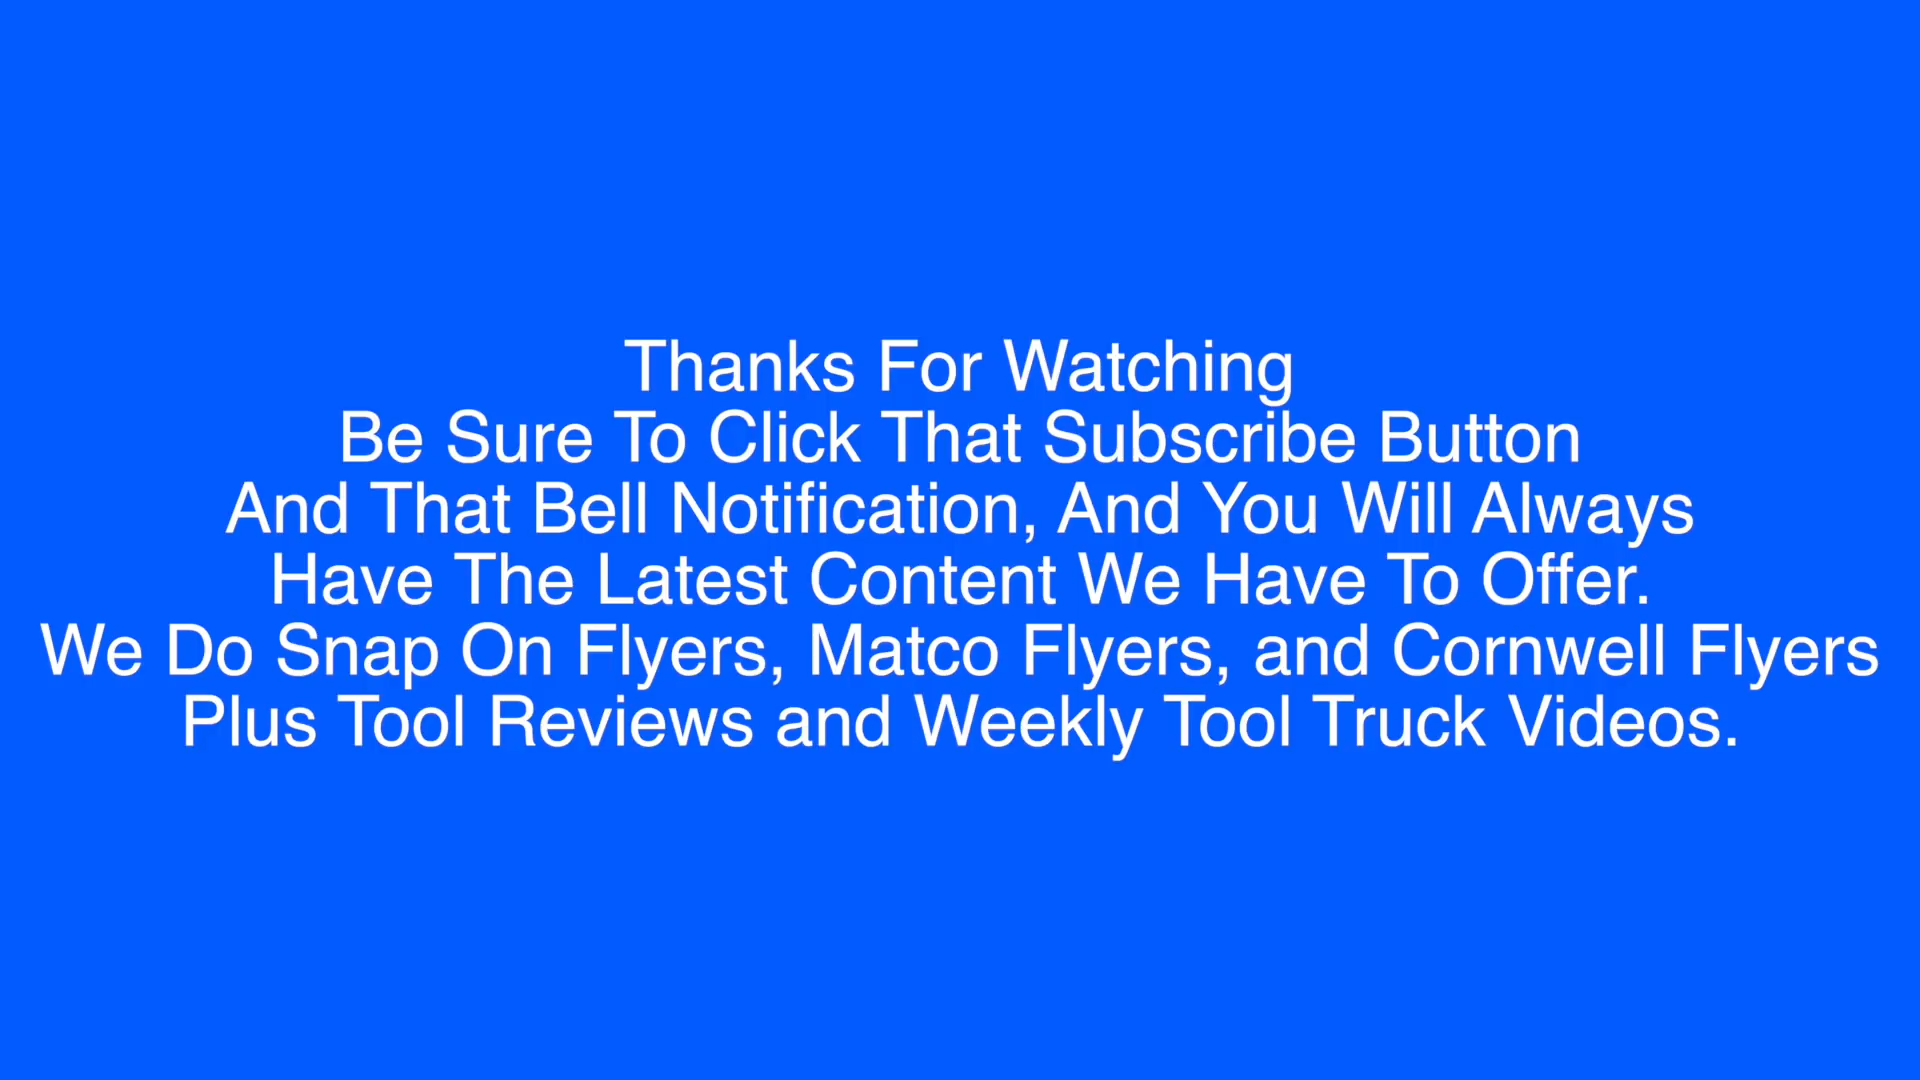 Thanks For Watching
Be Sure To Click That Subscribe Button
And That Bell Notification, And You Will Always
Have The Latest Content We Have To Offer.
We Do Snap On Flyers, Matco Flyers, and Cornwell Flyers
Plus Tool Reviews and Weekly Tool Truck Videos.